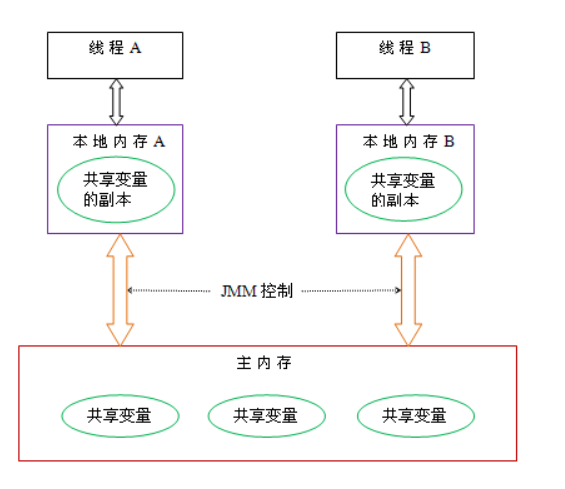 线程 A
线程 B
本地内存 A
本地内存 B
共享变量
的副本
共享变量
的副本
JMM 控制
主内存
共享变量
共享变量
共享变量